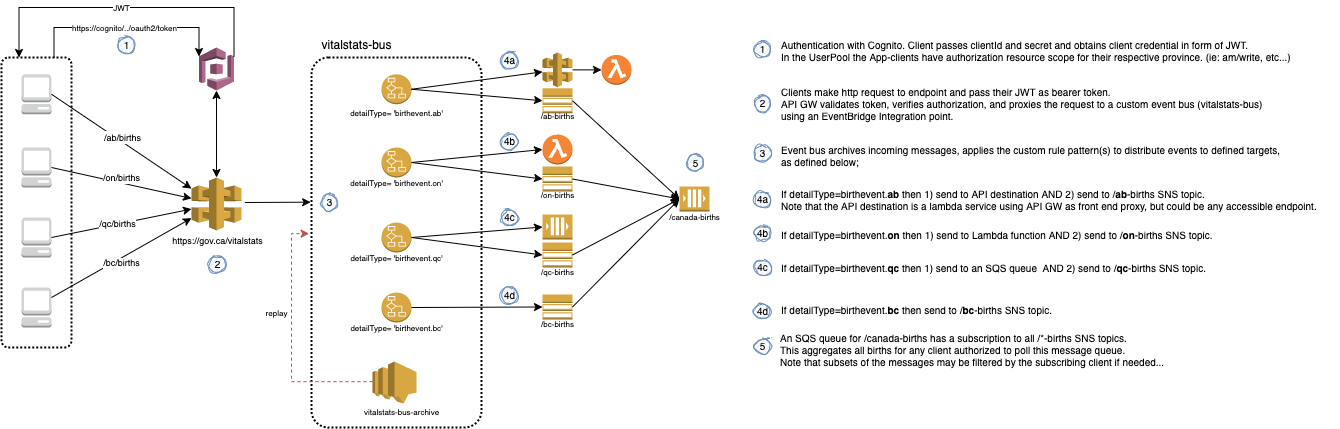 JWT
https://cognito/../oauth2/token
1
/ab/births
/on/births
/qc/births
/bc/births
https://gov.ca/vitalstats
2
vitalstats-bus
3
replay
detailType= 'birthevent.ab'
detailType= 'birthevent.on'
detailType= 'birthevent.qc'
detailType= 'birthevent.bc'
vitalstats-bus-archive
4a
/ab-births
4b
/on-births
4c
/qc-births
4d
/bc-births
5
/canada-births
1
Authentication with Cognito. Client passes clientId and secret and obtains client credential in form of JWT.
In the UserPool the App-clients have authorization resource scope for their respective province. (ie: am/write, etc...)
2
Clients make http request to endpoint and pass their JWT as bearer token.
API GW validates token, verifies authorization, and proxies the request to a custom event bus (vitalstats-bus)
using an EventBridge Integration point.
3
Event bus archives incoming messages, applies the custom rule pattern(s) to distribute events to defined targets,
as defined below;
4a
If detailType=birthevent.ab then 1) send to API destination AND 2) send to /ab-births SNS topic.
Note that the API destination is a lambda service using API GW as front end proxy, but could be any accessible endpoint.
4b
If detailType=birthevent.on then 1) send to Lambda function AND 2) send to /on-births SNS topic.
4c
If detailType=birthevent.qc then 1) send to an SQS queue AND 2) send to /qc-births SNS topic.
4d
If detailType=birthevent.bc then send to /bc-births SNS topic.
5
An SQS queue for /canada-births has a subscription to all /*-births SNS topics.
This aggregates all births for any client authorized to poll this message queue.
Note that subsets of the messages may be filtered by the subscribing client if needed...